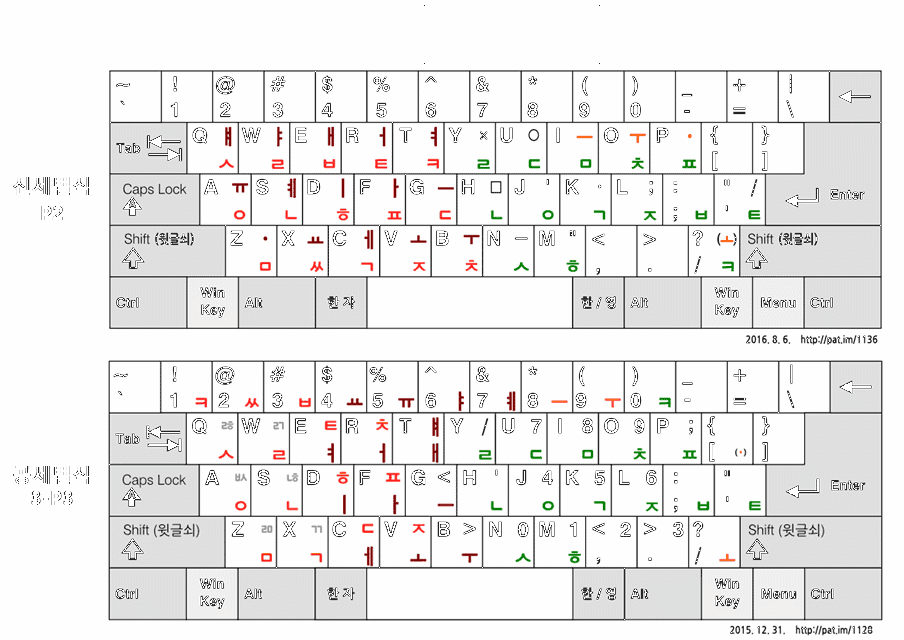 ~ ! @ # $ % ^ & * ( ) _ + |
` 1 2 3 4 5 6 7 8 9 0 - = \
Tab Q ㅒ W ㅑ E ㅐ R ㅓ T ㅕ Y × U ○ I ㅡ O ㅜ P · { }
ㅅ ㄹ ㅂ ㅌ ㅋ ㄹ ㄷ ㅁ ㅊ ㅍ [ ]
신세벌식 P2
Caps Lock A ㅠ S ㅖ D ㅣ F ㅏ G ㅡ H □ J ' K · L ; : " / Enter
ㅇ ㄴ ㅎ ㅍ ㄷ ㄴ ㅇ ㄱ ㅈ ; ㅂ ' ㅌ
Shift (윗글쇠) Z · X ㅛ C ㅔ V ㅗ B ㅜ N – M " < > ? (ㅗ) Shift (윗글쇠)
ㅁ ㅆ ㄱ ㅈ ㅊ ㅅ ㅎ , . / ㅋ
Ctrl Win Key Alt 한자 한/영 Alt Win Key Menu Ctrl
2016. 8. 6. http://pat.im/1136
~ ! @ # $ % ^ & * ( ) _ + |
` 1 ㅋ 2 ㅆ 3 ㅂ 4 ㅛ 5 ㅠ 6 ㅑ 7 ㅖ 8 ㅡ 9 ㅜ 0 ㅋ - = \
Tab Q ㄿ W ㄺ E ㅌ R ㅊ T ㅒ Y / U 7 I 8 O 9 P ; { }
ㅅ ㄹ ㅕ ㅓ ㅐ ㄹ ㄷ ㅁ ㅊ ㅍ [ (·) ]
공세벌식 3-P3
Caps Lock A ㅄ S ㄶ D ㅎ F ㅍ G < H ' J 4 K 5 L 6 : " Enter
ㅇ ㄴ ㅣ ㅏ ㅡ ㄴ ㅇ ㄱ ㅈ ; ㅂ ' ㅌ
Shift (윗글쇠) Z ㄻ X ㄲ C ㄷ V ㅈ B > N 0 M 1 < 2 > 3 ? Shift (윗글쇠)
ㅁ ㄱ ㅔ ㅗ ㅜ ㅅ ㅎ , . / ㅗ
Ctrl Win Key Alt 한자 한/영 Alt Win Key Menu Ctrl
2015. 12. 31. http://pat.im/1128